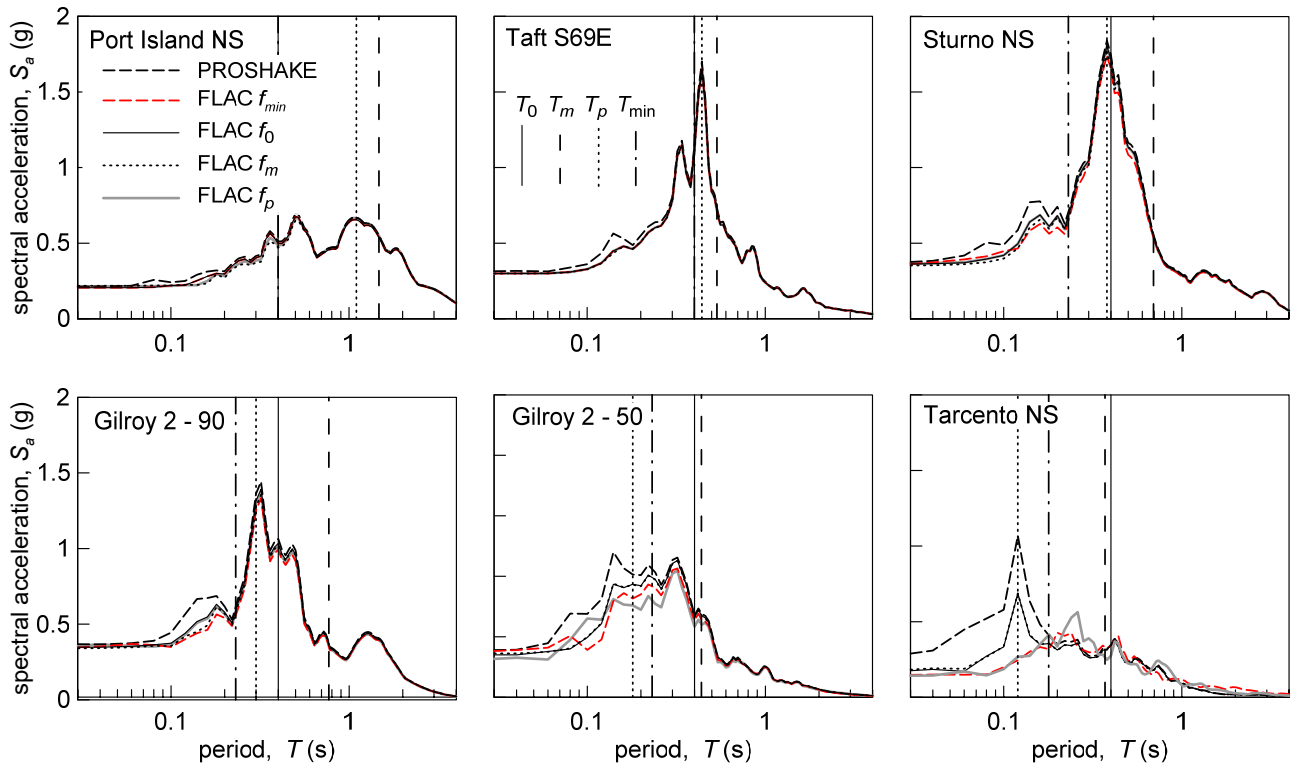 spectral acceleration, Sa (g)
2
1.5
1
0.5
0
Port Island NS
PROSHAKE
FLAC fmin
FLAC f0
FLAC fm
FLAC fp
0.1
1
Taft S69E
T0 Tm Tp Tmin
0.1
1
Sturno NS
0.1
1
spectral acceleration, Sa (g)
2
1.5
1
0.5
0
Gilroy 2 - 90
0.1
1
period, T (s)
Gilroy 2 - 50
0.1
1
period, T (s)
Tarcento NS
0.1
1
period, T (s)